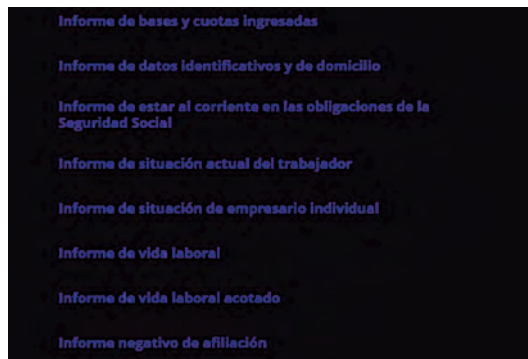 Informe de bases y cuotas ingresadas
Informe de datos identificativos y de domicilio
Informe de estar al corriente en las obligaciones de la
Seguridad Social
Informe de situación actual del trabajador
Informe de situación de empresario individual
Informe de vida laboral
Informe de vida laboral acotado
Informe negativo de afiliación